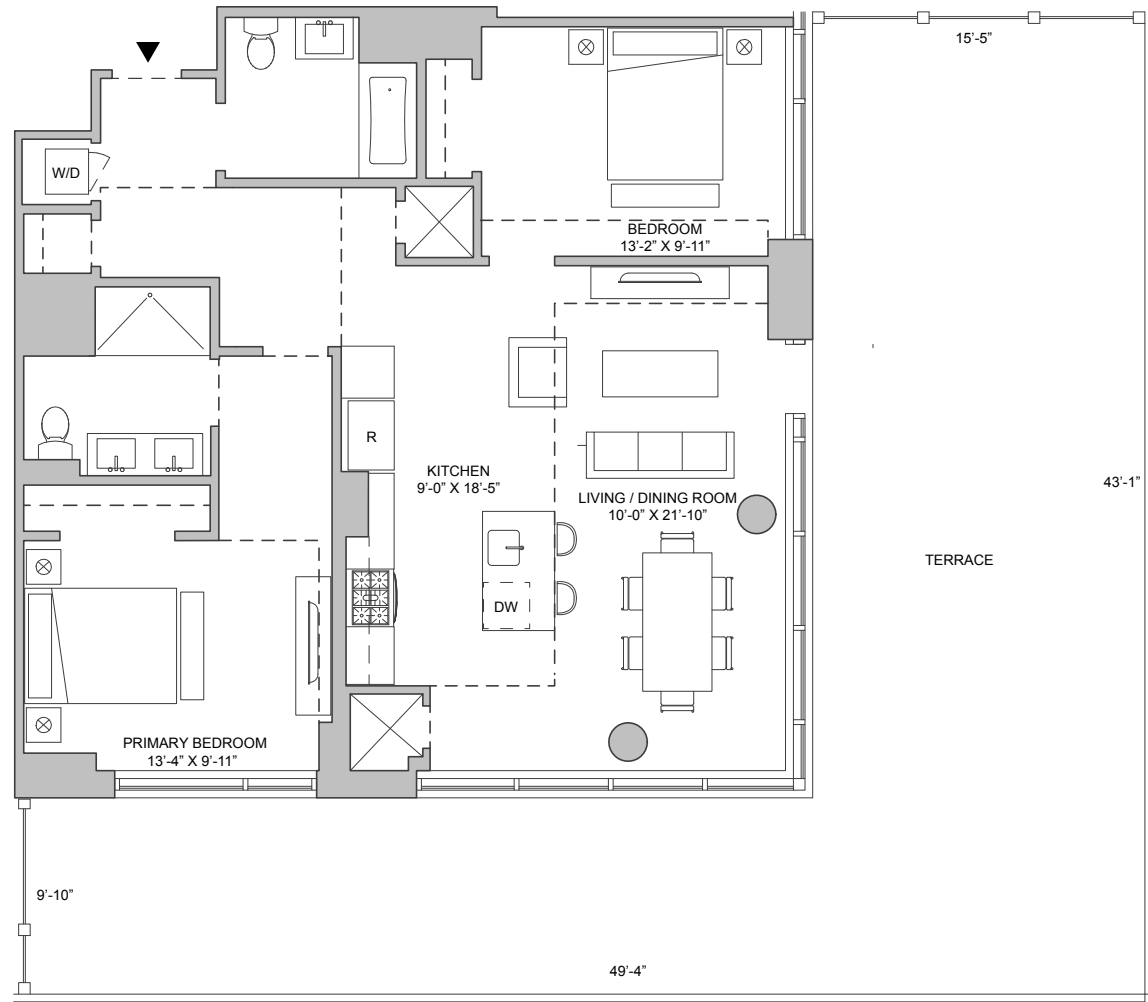 15'-5”
W/D
BEDROOM
13'-2” X 9'-11”
R
KITCHEN
9'-0” X 18'-5”
LIVING / DINING ROOM
10'-0” X 21'-10”
43'-1”
TERRACE
DW
PRIMARY BEDROOM
13'-4” X 9'-11”
9'-10”
49'-4”